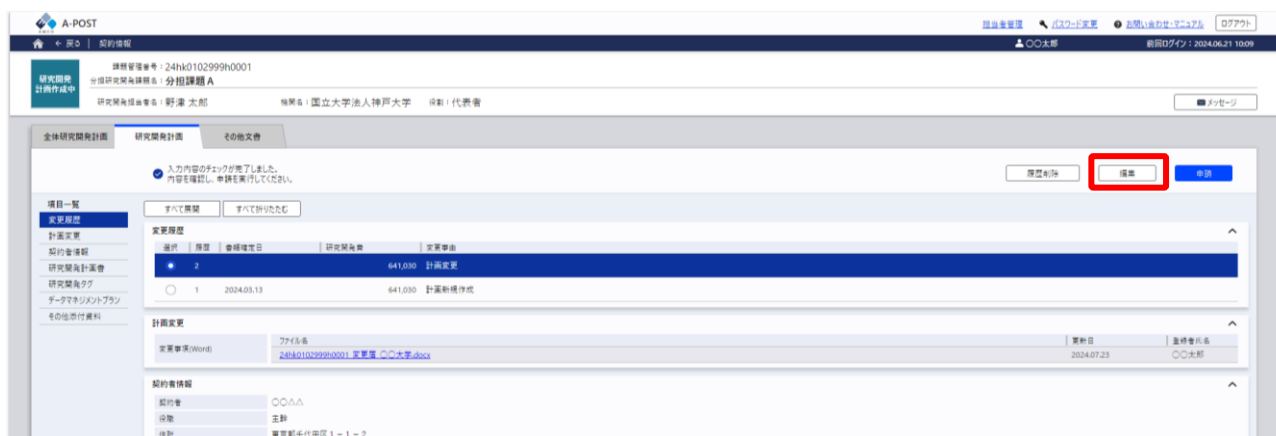 A-POST
担当者管理 パスワード変更 お問い合わせ・マニュアル ログアウト
← 戻る | 契約情報 〇〇太郎 前回ログイン：2024.06.21 10:09
研究開発
計画作成中
課題管理番号：24hk0102999h0001
分担研究開発課題名：分担課題 A
研究開発担当者名：野津 太郎 機関名：国立大学法人神戸大学 役割：代表者 メッセージ
全体研究開発計画 研究開発計画 その他文書
入力内容のチェックが完了しました。
内容を確認し、申請を実行してください。
履歴削除 編集 申請
項目一覧
変更履歴
計画変更
契約者情報
研究開発計画書
研究開発タグ
データマネジメントプラン
その他添付資料
すべて展開 すべて折りたたむ
変更履歴
選択 履歴 書類確定日 研究開発費 変更事由
2 641,030 計画変更
1 2024.03.13 641,030 計画新規作成
計画変更
変更事項(Word)
ファイル名 更新日 登録者氏名
24hk0102999h0001_変更届_〇〇大学.docx 2024.07.23 〇〇太郎
契約者情報
契約者 〇〇△△
役職 主幹
住所 東京都千代田区１－１－２